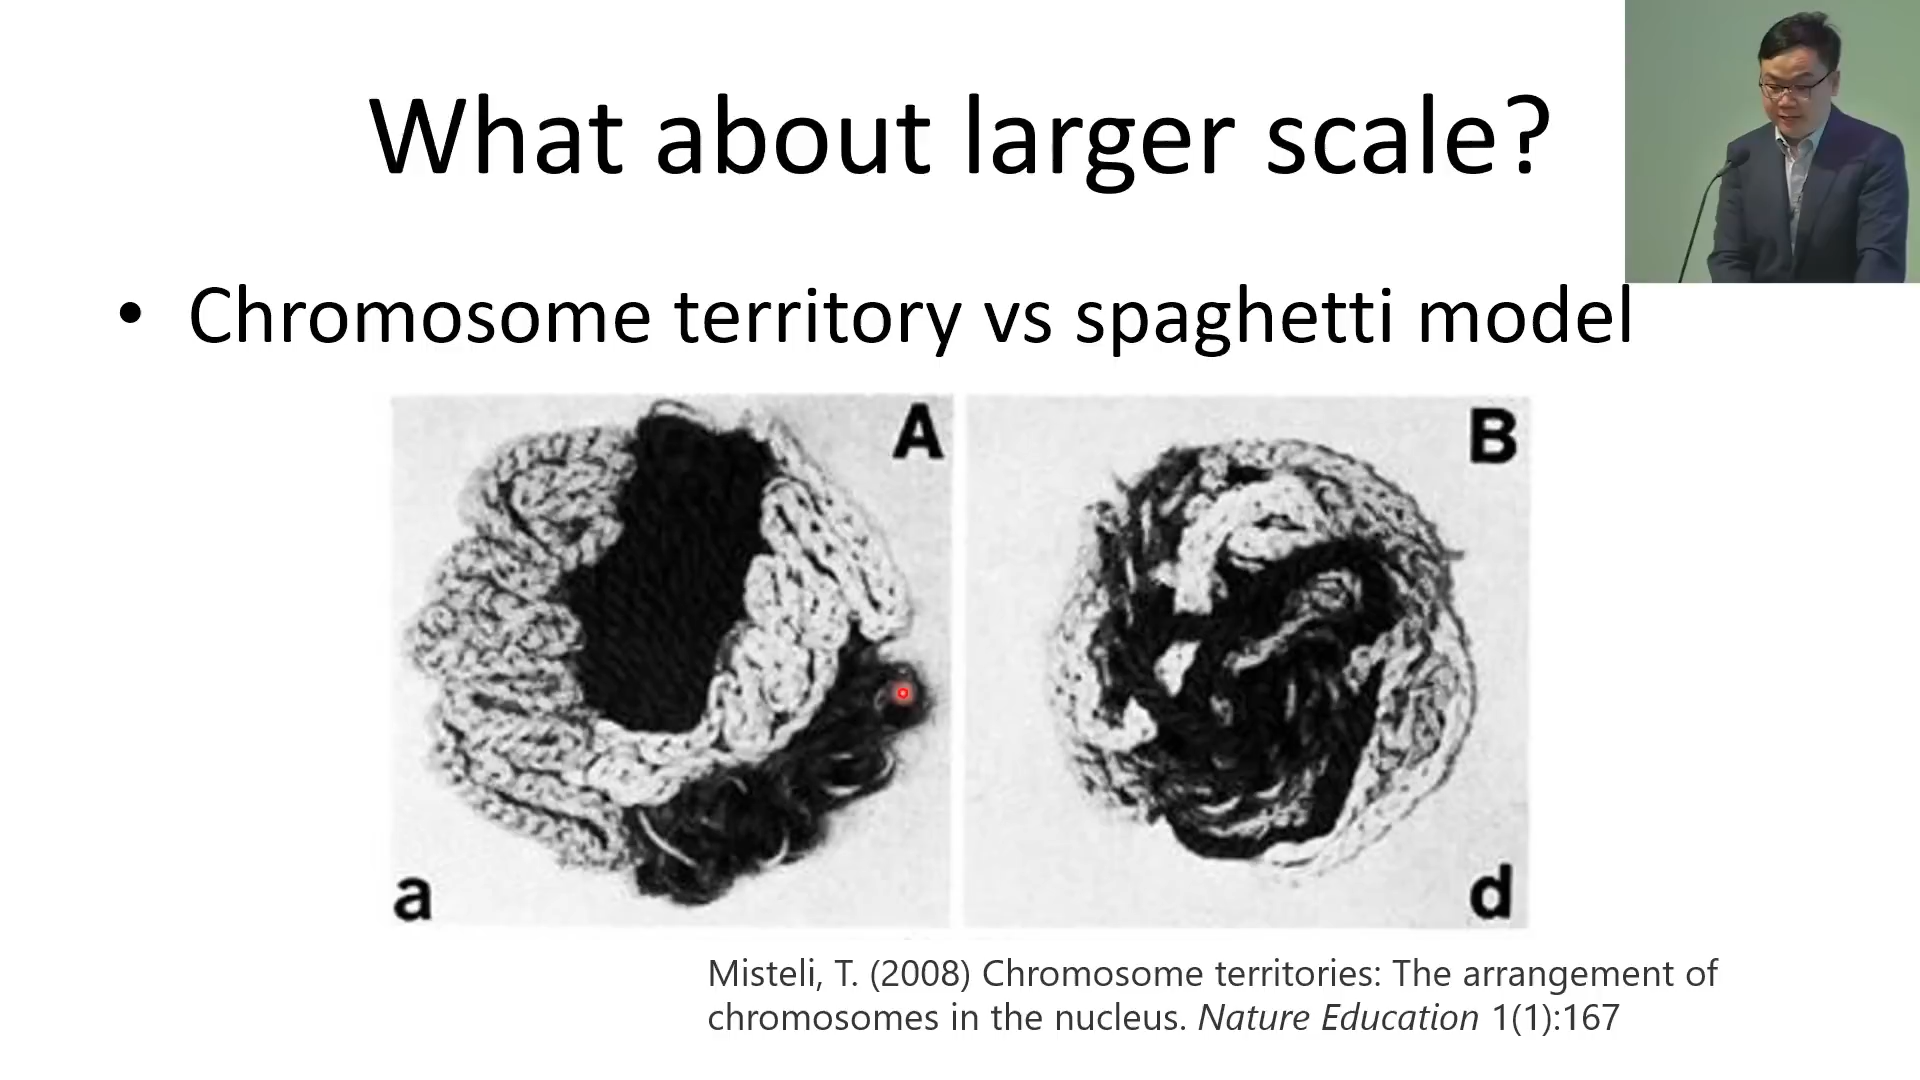 What about larger scale?
• Chromosome territory vs spaghetti model
A
B
a
d
Misteli, T. (2008) Chromosome territories: The arrangement of
chromosomes in the nucleus. Nature Education 1(1):167